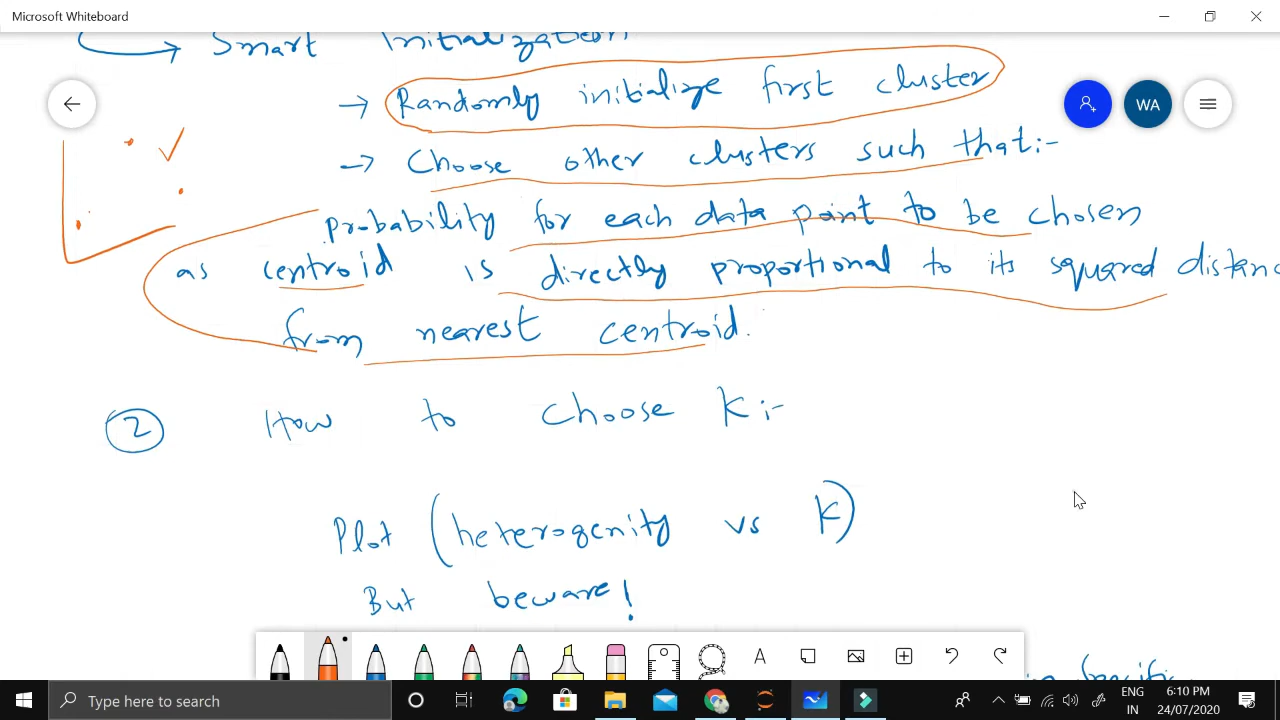 Microsoft Whiteboard
Smart Initialization
→ Randomly initialize first cluster
WA
→ Choose other clusters such that:-
probability for each data point to be chosen
as centroid is directly proportional to its squared distanc
from nearest centroid.
2 How to choose K:-
Plot (heterogenity vs K)
But beware!
A
Type here to search
ENG
IN
6:10 PM
24/07/2020